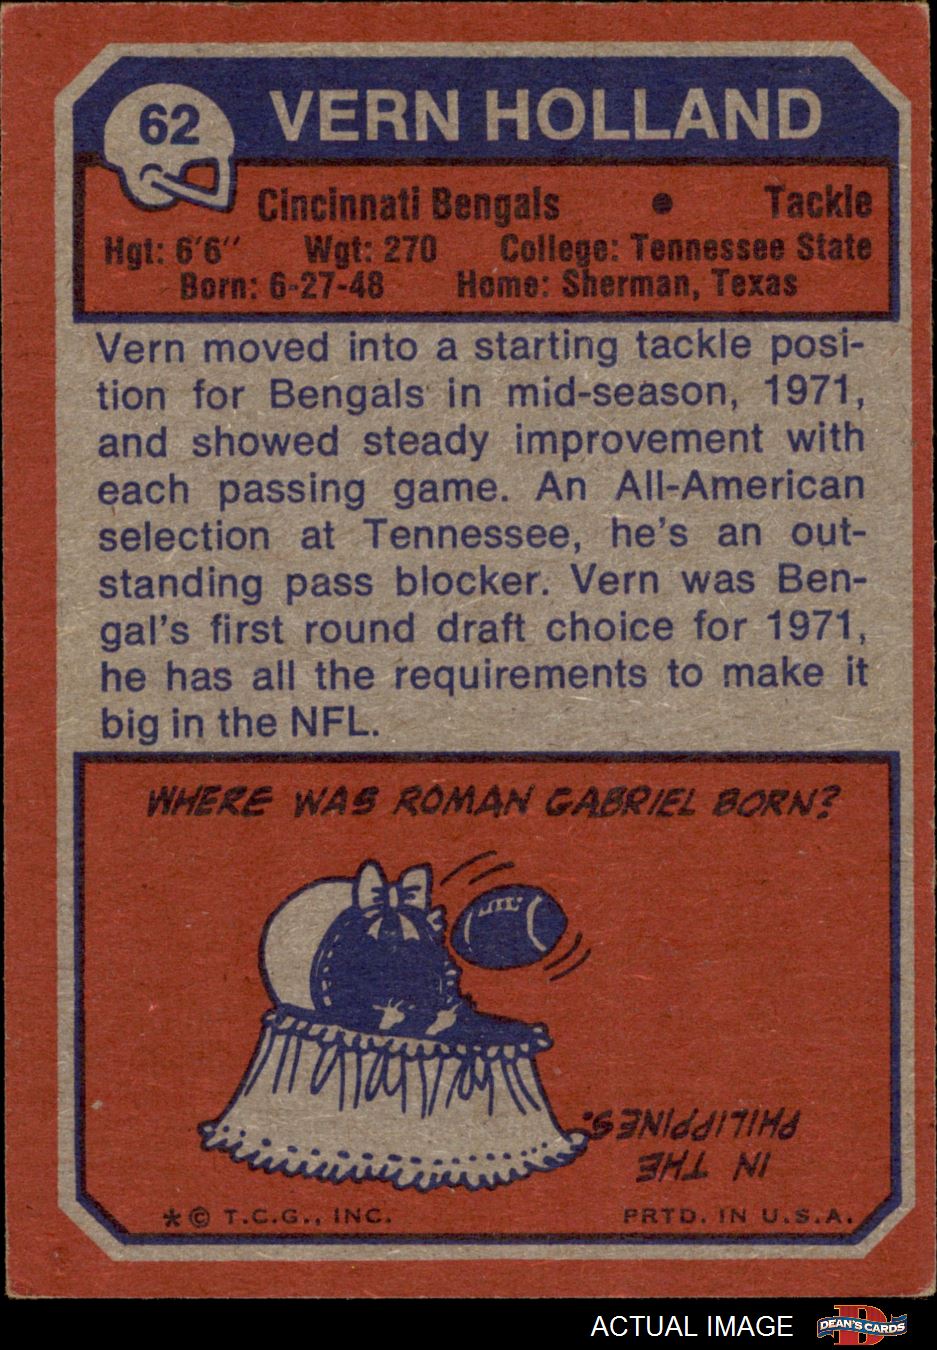 62
VERN HOLLAND
Cincinnati Bengals • Tackle
Hgt: 6'6" Wgt: 270 College: Tennessee State
Born: 6-27-48 Home: Sherman, Texas
Vern moved into a starting tackle posi-
tion for Bengals in mid-season, 1971,
and showed steady improvement with
each passing game. An All-American
selection at Tennessee, he's an out-
standing pass blocker. Vern was Ben-
gal's first round draft choice for 1971,
he has all the requirements to make it
big in the NFL.
WHERE WAS ROMAN GABRIEL BORN?
IN THE
PHILIPPINES.
*© T.C.G., INC. PRTD. IN U.S.A.
ACTUAL IMAGE
D
DEAN'S CARDS